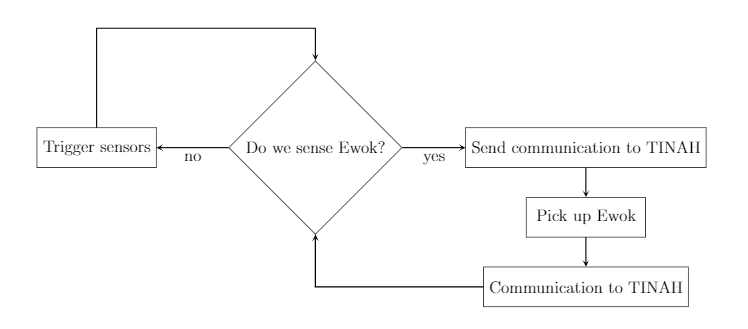 Trigger sensors
no
Do we sense Ewok?
yes
Send communication to TINAH
Pick up Ewok
Communication to TINAH